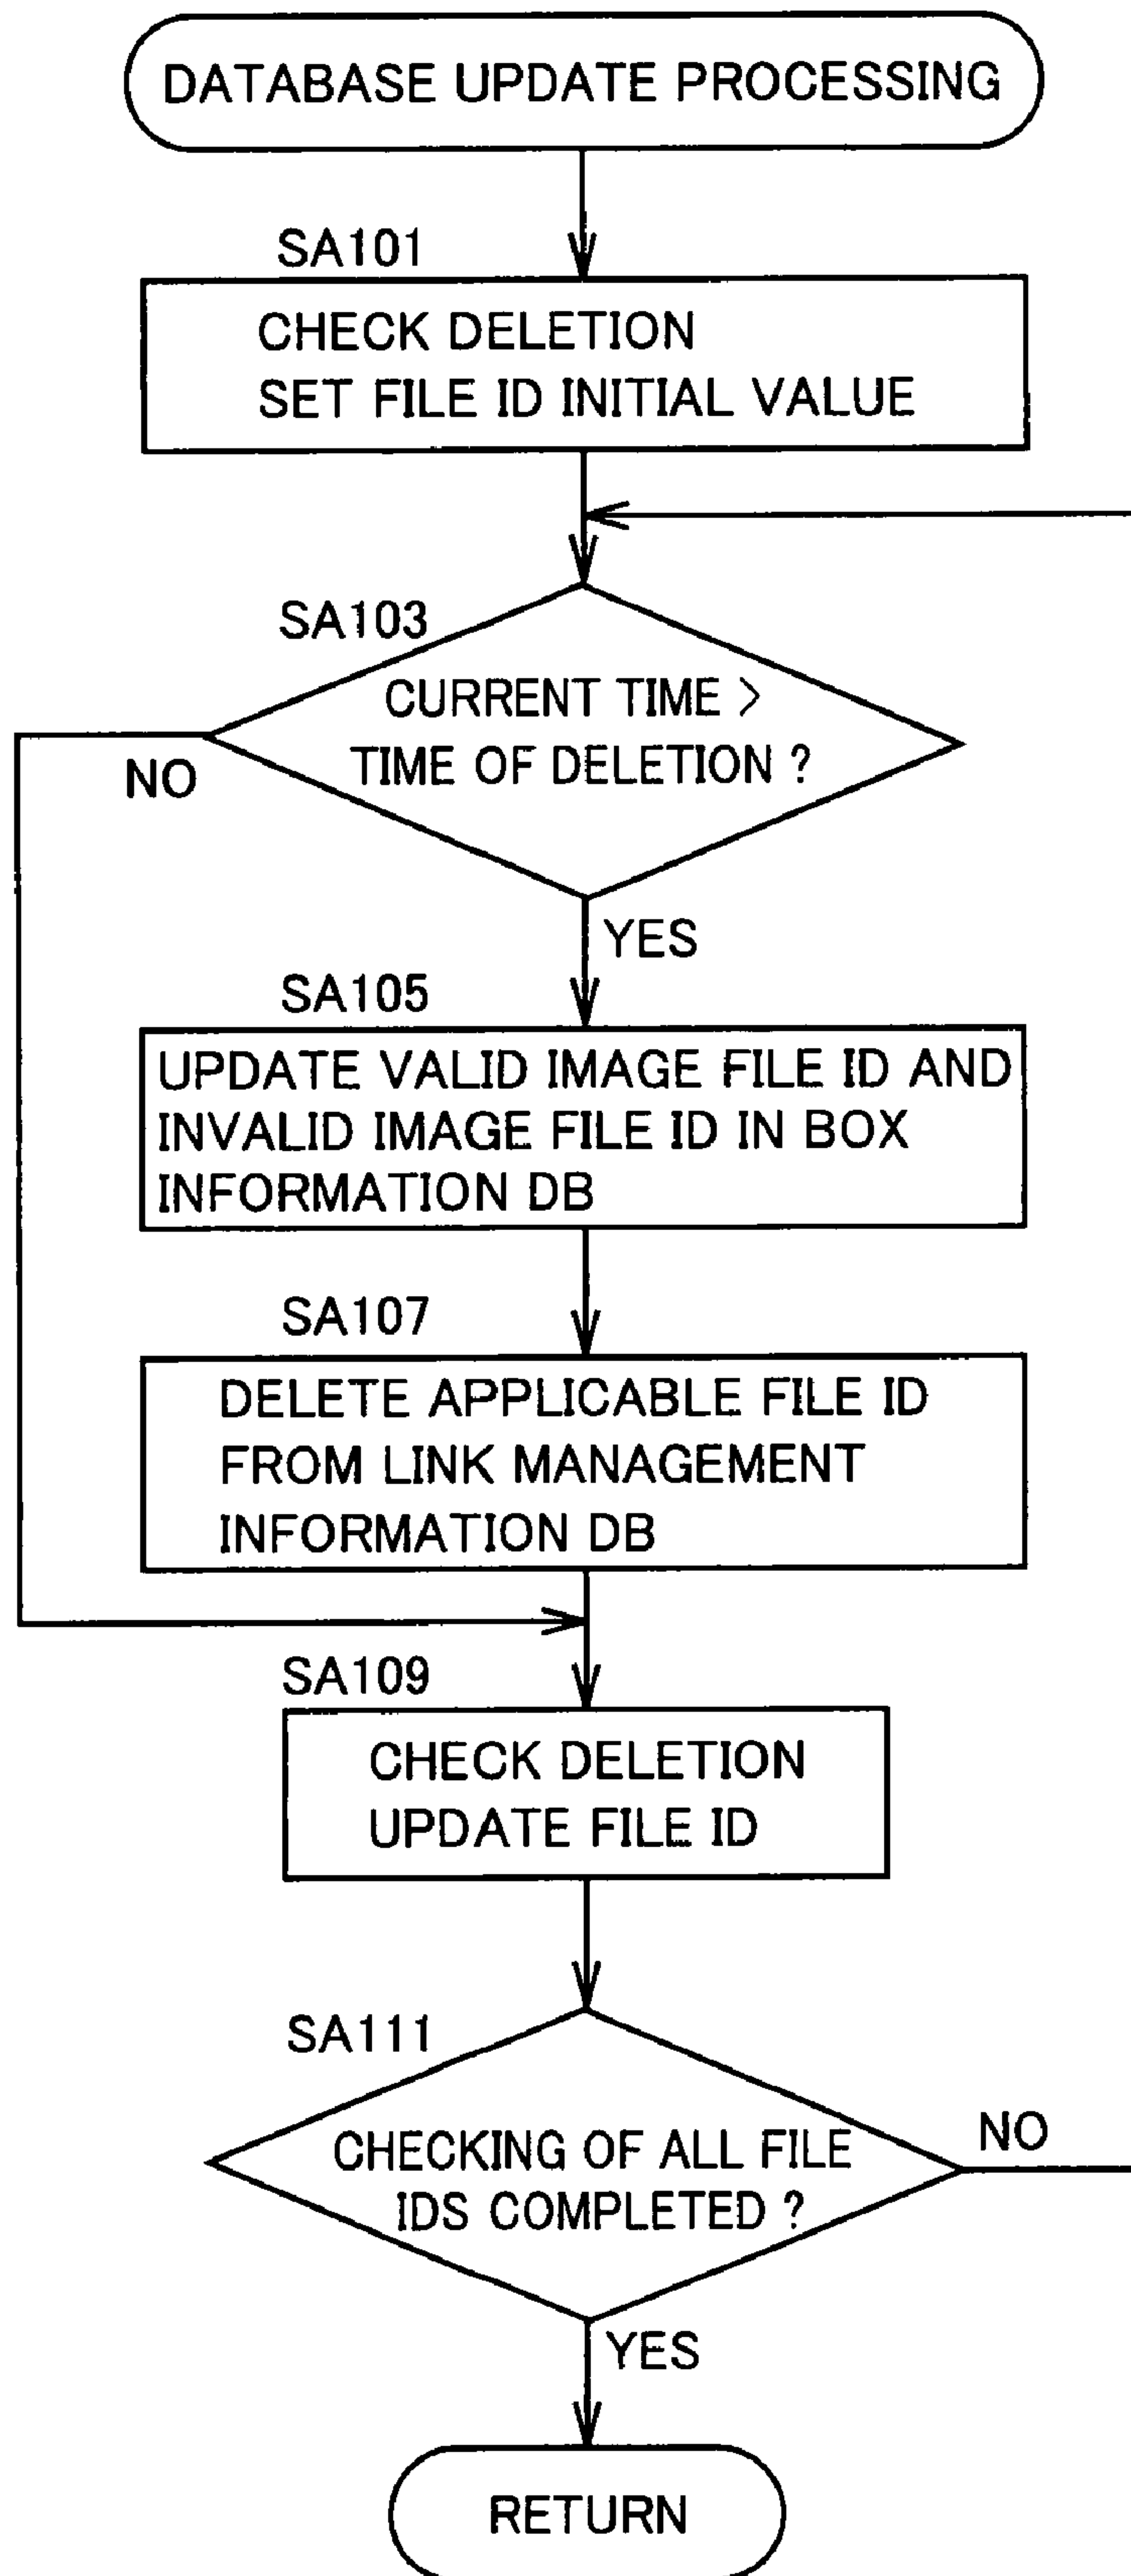 DATABASE UPDATE PROCESSING
SA101
CHECK DELETION
SET FILE ID INITIAL VALUE
SA103
CURRENT TIME >
TIME OF DELETION ?
NO
YES
SA105
UPDATE VALID IMAGE FILE ID AND
INVALID IMAGE FILE ID IN BOX
INFORMATION DB
SA107
DELETE APPLICABLE FILE ID
FROM LINK MANAGEMENT
INFORMATION DB
SA109
CHECK DELETION
UPDATE FILE ID
SA111
CHECKING OF ALL FILE
IDS COMPLETED ?
NO
YES
RETURN